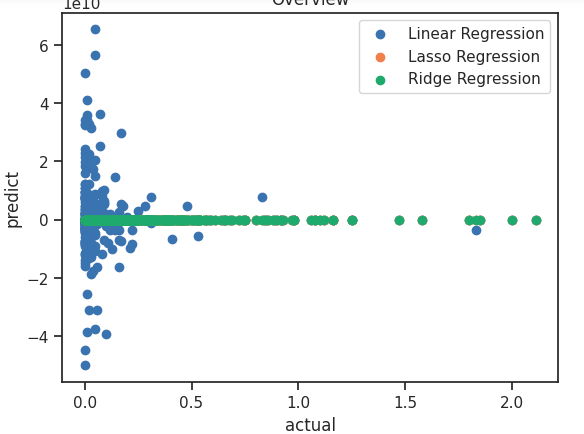 1e10
Overview
Linear Regression
Lasso Regression
Ridge Regression
6
4
2
0
−2
−4
predict
0.0 0.5 1.0 1.5 2.0
actual